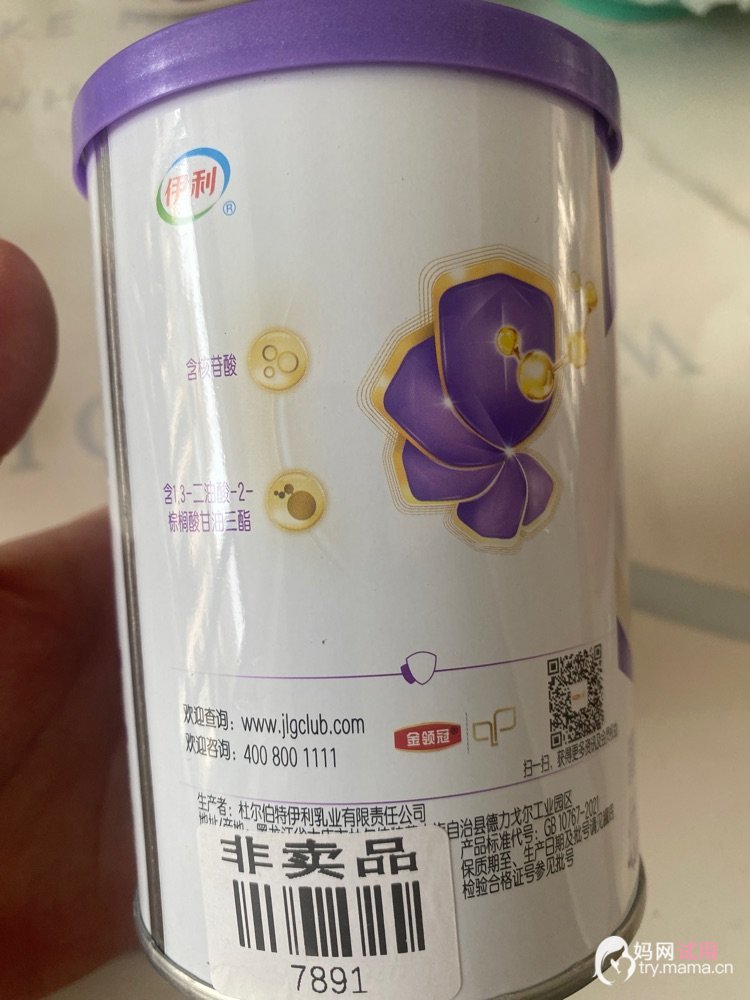 伊利
®
含核苷酸
含1,3-二油酸-2-
棕榈酸甘油三酯
欢迎查询：www.jlgclub.com
欢迎咨询：400 800 1111
金领冠
扫一扫，获得更多
生产者：杜尔伯特伊利乳业有限责任公司
自治县德力戈尔工业园区
产品标准代号：GB 10767-2021
保质期至、生产日期及批号请见罐底
检验合格证号参见批号
非卖品
7891
妈网试用
try.mama.cn